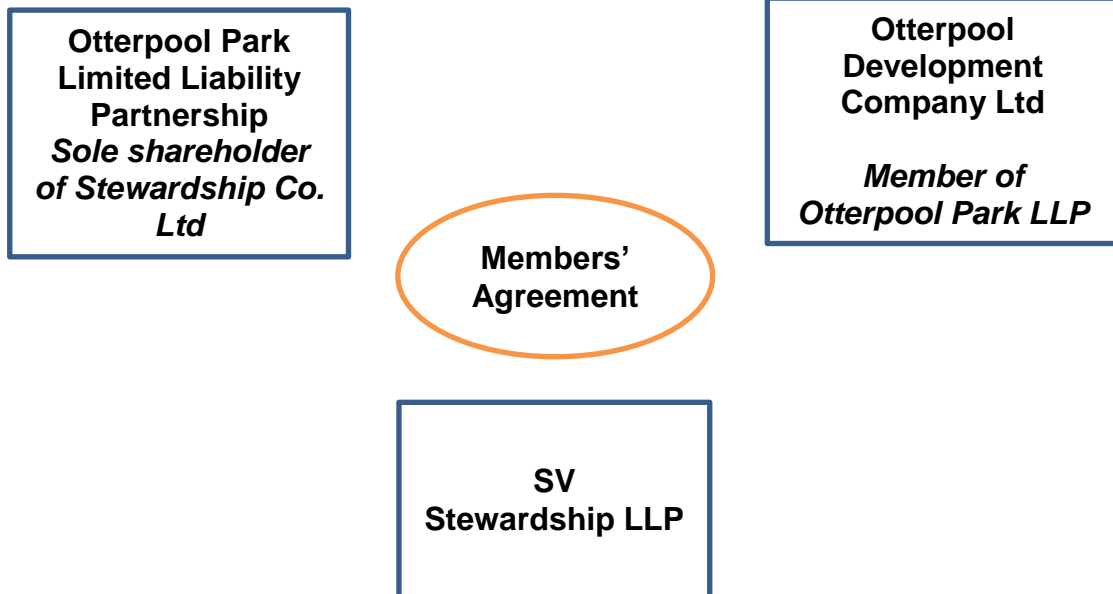 Otterpool Park
Limited Liability
Partnership
Sole shareholder
of Stewardship Co.
Ltd
Otterpool
Development
Company Ltd
Member of
Otterpool Park LLP
Members’
Agreement
SV
Stewardship LLP